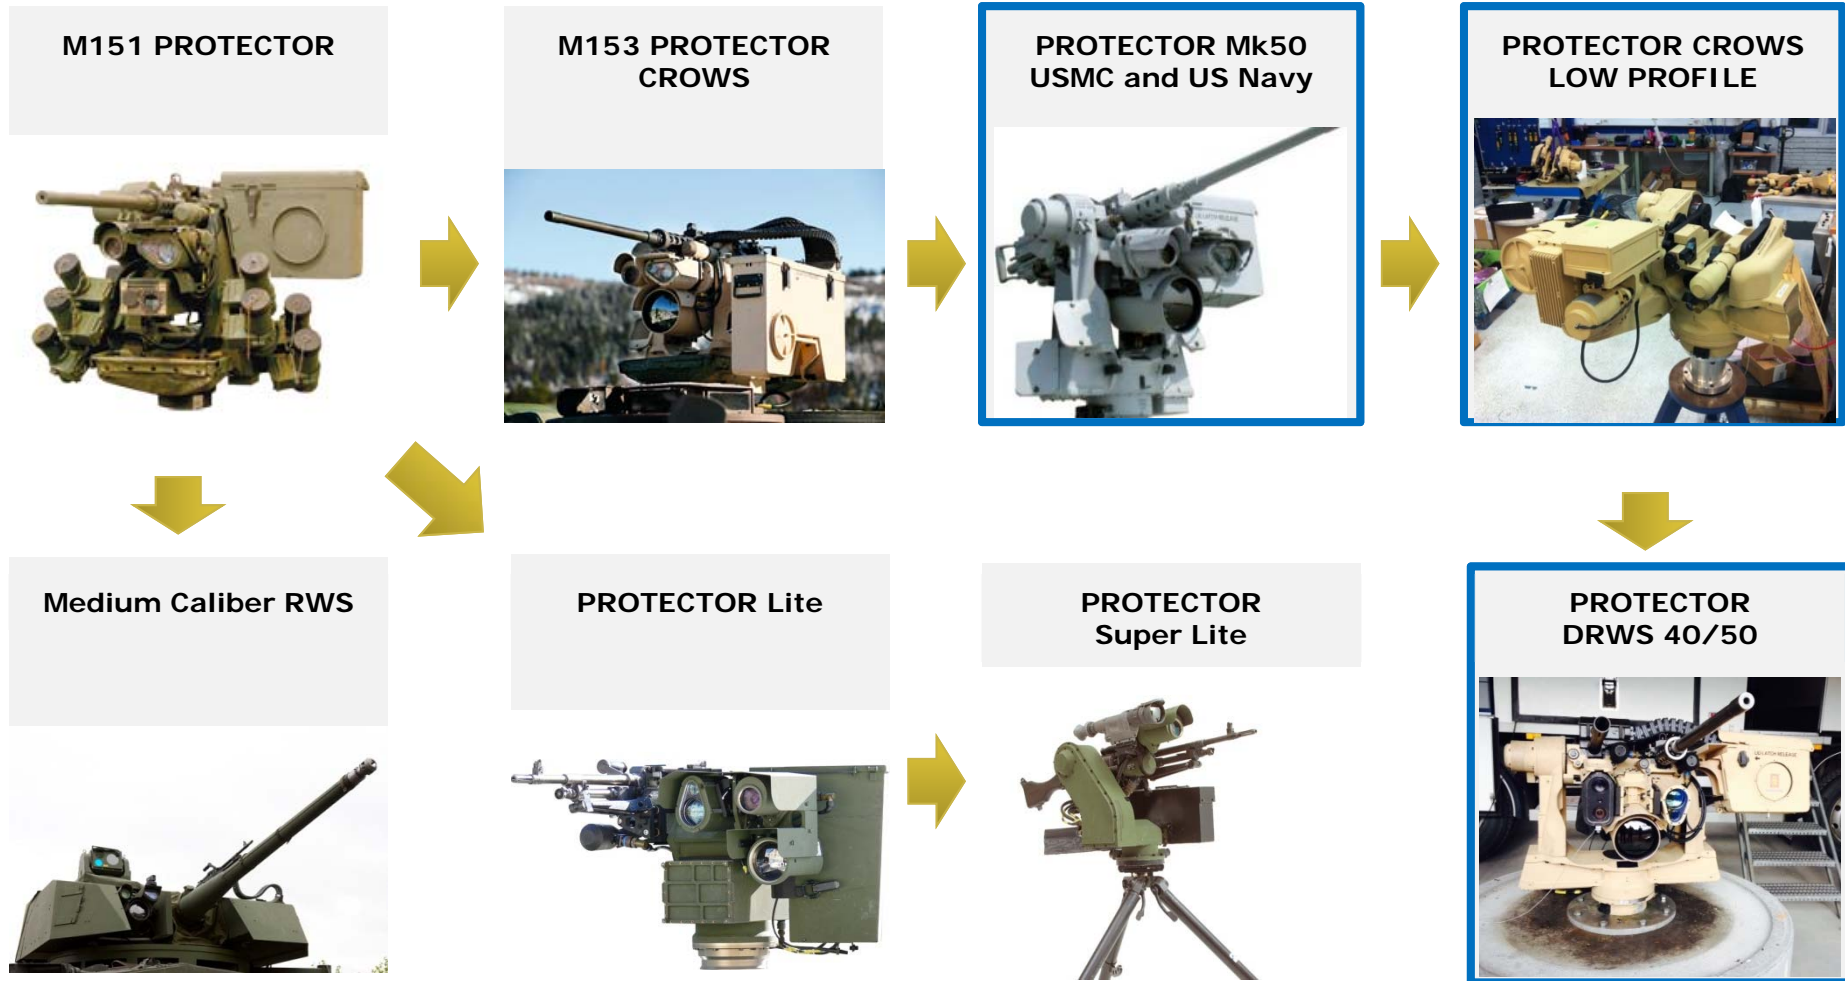 M151 PROTECTOR
M153 PROTECTOR
CROWS
PROTECTOR Mk50
USMC and US Navy
PROTECTOR CROWS
LOW PROFILE
Medium Caliber RWS
PROTECTOR Lite
PROTECTOR
Super Lite
PROTECTOR
DRWS 40/50